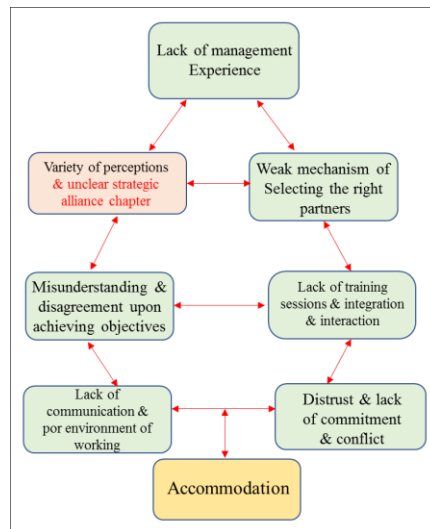 Lack of management
Experience
Variety of perceptions
& unclear strategic
alliance chapter
Weak mechanism of
Selecting the right
partners
Misunderstanding &
disagreement upon
achieving objectives
Lack of training
sessions & integration
& interaction
Lack of
communication &
por environment of
working
Distrust & lack
of commitment
& conflict
Accommodation